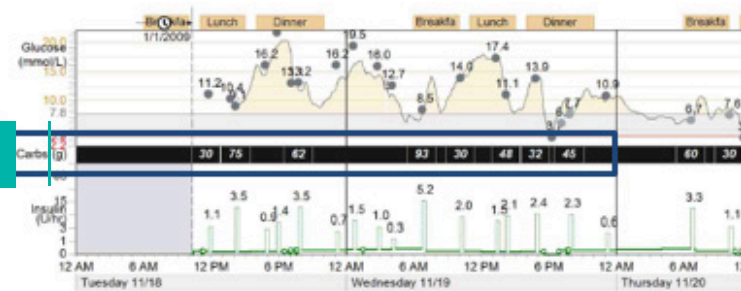 Breakfa Lunch Dinner Breakfa Lunch Dinner Breakfa
1/1/2009
Glucose
(mmol/L)
20.0
15.0
10.0
7.8
11.2 10.4 9.1 16.2 13.1 13.2 16.2 19.5 16.0 12.7 8.5 14.0 17.4 11.1 13.9 7.7 10.9 6.7 7.6
Carbs (g)
30 75 62 93 30 48 32 45 60 30
Insulin
(U/hr)
15
3
1
0
1.1 3.5 0.9 1.4 3.5 0.7 1.5 1.0 0.3 5.2 2.0 1.5 2.1 2.4 2.3 0.6 3.3 1.1
12 AM 6 AM 12 PM 6 PM 12 AM 6 AM 12 PM 6 PM 12 AM 6 AM 12
Tuesday 11/18 Wednesday 11/19 Thursday 11/20